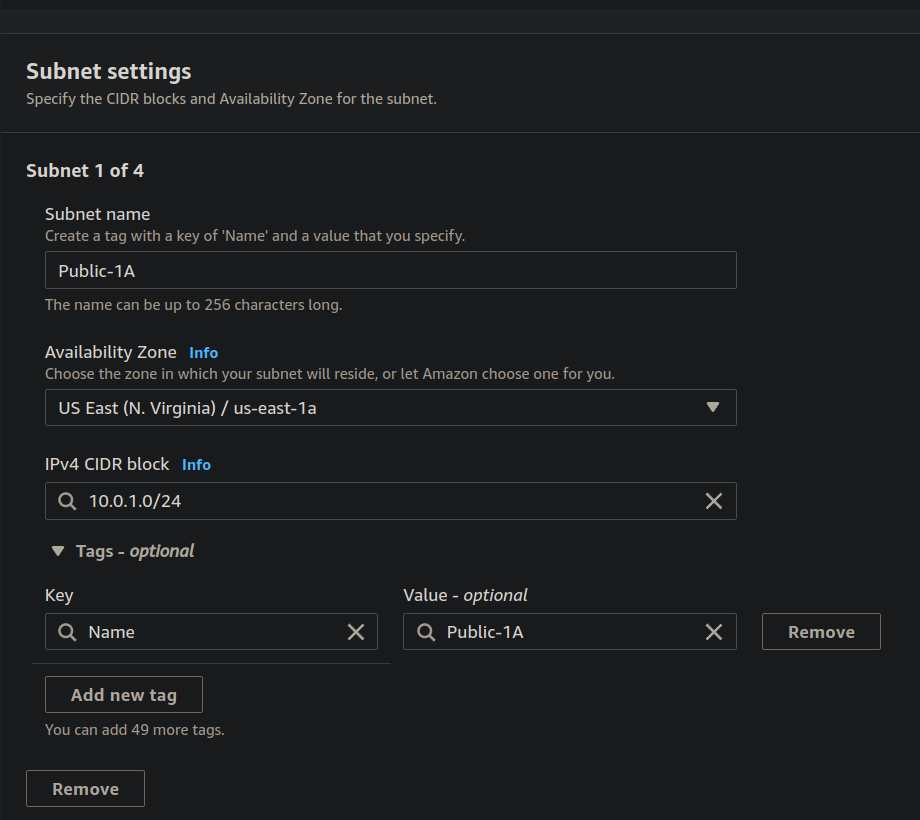 Subnet settings
Specify the CIDR blocks and Availability Zone for the subnet.
Subnet 1 of 4
Subnet name
Create a tag with a key of 'Name' and a value that you specify.
Public-1A
The name can be up to 256 characters long.
Availability Zone Info
Choose the zone in which your subnet will reside, or let Amazon choose one for you.
US East (N. Virginia) / us-east-1a
IPv4 CIDR block Info
10.0.1.0/24
Tags - optional
Key Value - optional
Name Public-1A Remove
Add new tag
You can add 49 more tags.
Remove